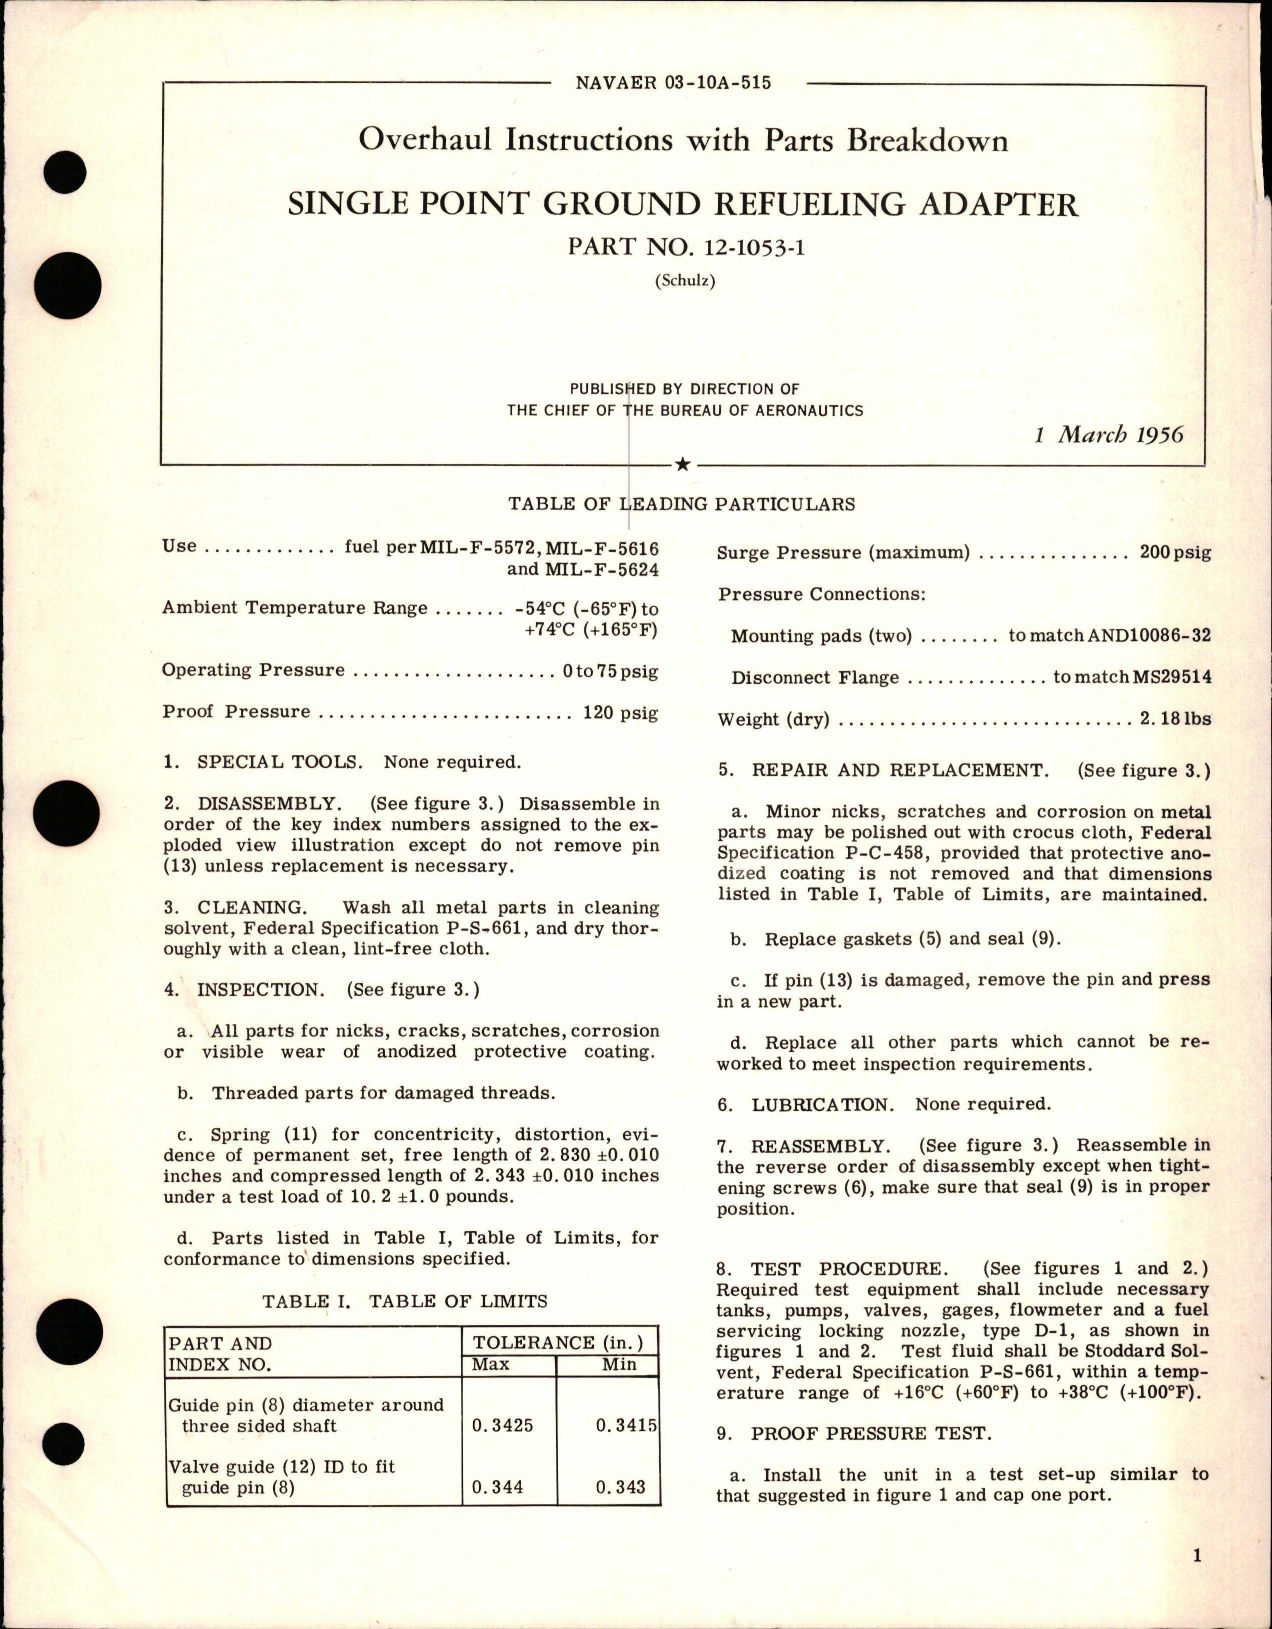 NAVAER 03-10A-515
Overhaul Instructions with Parts Breakdown
SINGLE POINT GROUND REFUELING ADAPTER
PART NO. 12-1053-1
(Schulz)
PUBLISHED BY DIRECTION OF
THE CHIEF OF THE BUREAU OF AERONAUTICS
1 March 1956
TABLE OF LEADING PARTICULARS
Use ............. fuel per MIL-F-5572, MIL-F-5616
and MIL-F-5624
Ambient Temperature Range ....... -54°C (-65°F) to
+74°C (+165°F)
Operating Pressure .................... 0 to 75 psig
Proof Pressure ......................... 120 psig
1. SPECIAL TOOLS. None required.
2. DISASSEMBLY. (See figure 3.) Disassemble in
order of the key index numbers assigned to the ex-
ploded view illustration except do not remove pin
(13) unless replacement is necessary.
3. CLEANING. Wash all metal parts in cleaning
solvent, Federal Specification P-S-661, and dry thor-
oughly with a clean, lint-free cloth.
4. INSPECTION. (See figure 3.)
a. All parts for nicks, cracks, scratches, corrosion
or visible wear of anodized protective coating.
b. Threaded parts for damaged threads.
c. Spring (11) for concentricity, distortion, evi-
dence of permanent set, free length of 2.830 ±0.010
inches and compressed length of 2.343 ±0.010 inches
under a test load of 10.2 ±1.0 pounds.
d. Parts listed in Table I, Table of Limits, for
conformance to dimensions specified.
TABLE I. TABLE OF LIMITS
PART AND TOLERANCE (in.)
INDEX NO. Max Min
Guide pin (8) diameter around
three sided shaft 0.3425 0.3415
Valve guide (12) ID to fit
guide pin (8) 0.344 0.343
Surge Pressure (maximum) ............... 200 psig
Pressure Connections:
Mounting pads (two) ........ to match AND10086-32
Disconnect Flange .............. to match MS29514
Weight (dry) ............................. 2.18 lbs
5. REPAIR AND REPLACEMENT. (See figure 3.)
a. Minor nicks, scratches and corrosion on metal
parts may be polished out with crocus cloth, Federal
Specification P-C-458, provided that protective ano-
dized coating is not removed and that dimensions
listed in Table I, Table of Limits, are maintained.
b. Replace gaskets (5) and seal (9).
c. If pin (13) is damaged, remove the pin and press
in a new part.
d. Replace all other parts which cannot be re-
worked to meet inspection requirements.
6. LUBRICATION. None required.
7. REASSEMBLY. (See figure 3.) Reassemble in
the reverse order of disassembly except when tight-
ening screws (6), make sure that seal (9) is in proper
position.
8. TEST PROCEDURE. (See figures 1 and 2.)
Required test equipment shall include necessary
tanks, pumps, valves, gages, flowmeter and a fuel
servicing locking nozzle, type D-1, as shown in
figures 1 and 2. Test fluid shall be Stoddard Sol-
vent, Federal Specification P-S-661, within a temp-
erature range of +16°C (+60°F) to +38°C (+100°F).
9. PROOF PRESSURE TEST.
a. Install the unit in a test set-up similar to
that suggested in figure 1 and cap one port.
1